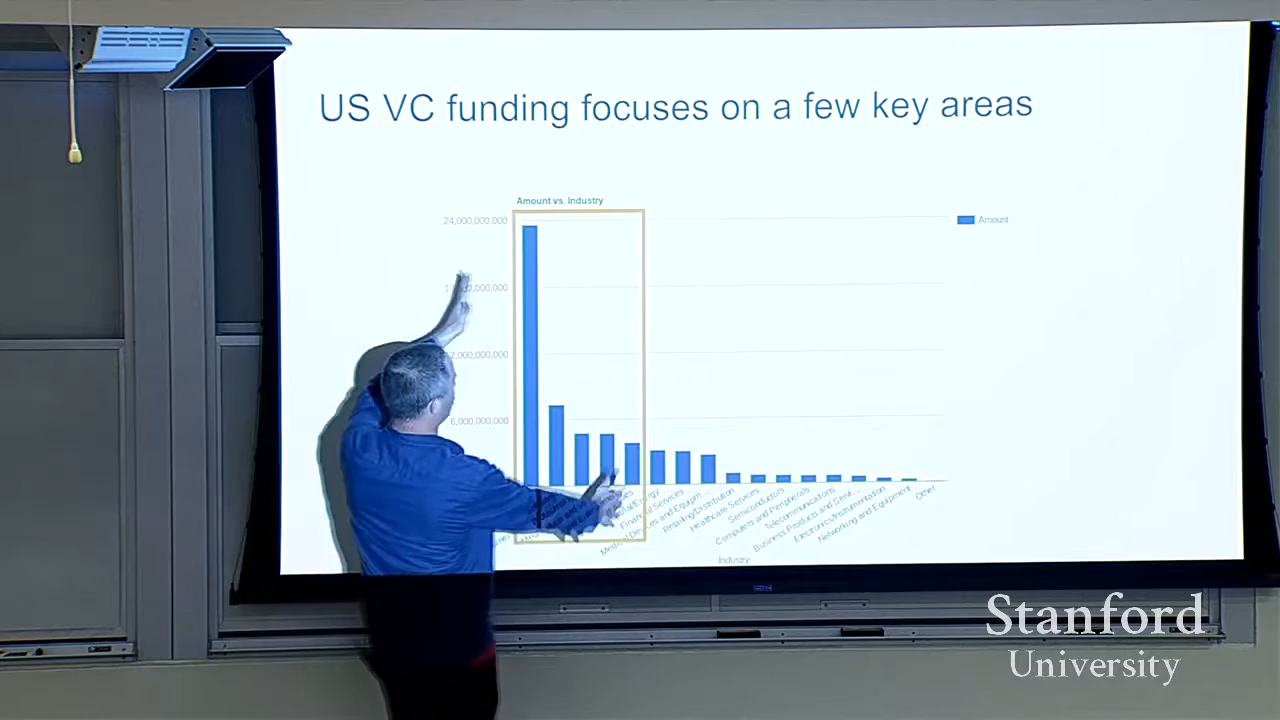 US VC funding focuses on a few key areas
Amount vs. Industry
24,000,000,000
Amount
6,000,000,000
Financial Services
Medical Devices and Equipm...
Retailing/Distribution
Healthcare Services
Semiconductors
Computers and Peripherals
Telecommunications
Business Products and Servi...
Electronics/Instrumentation
Networking and Equipment
Other
Industry
Stanford
University